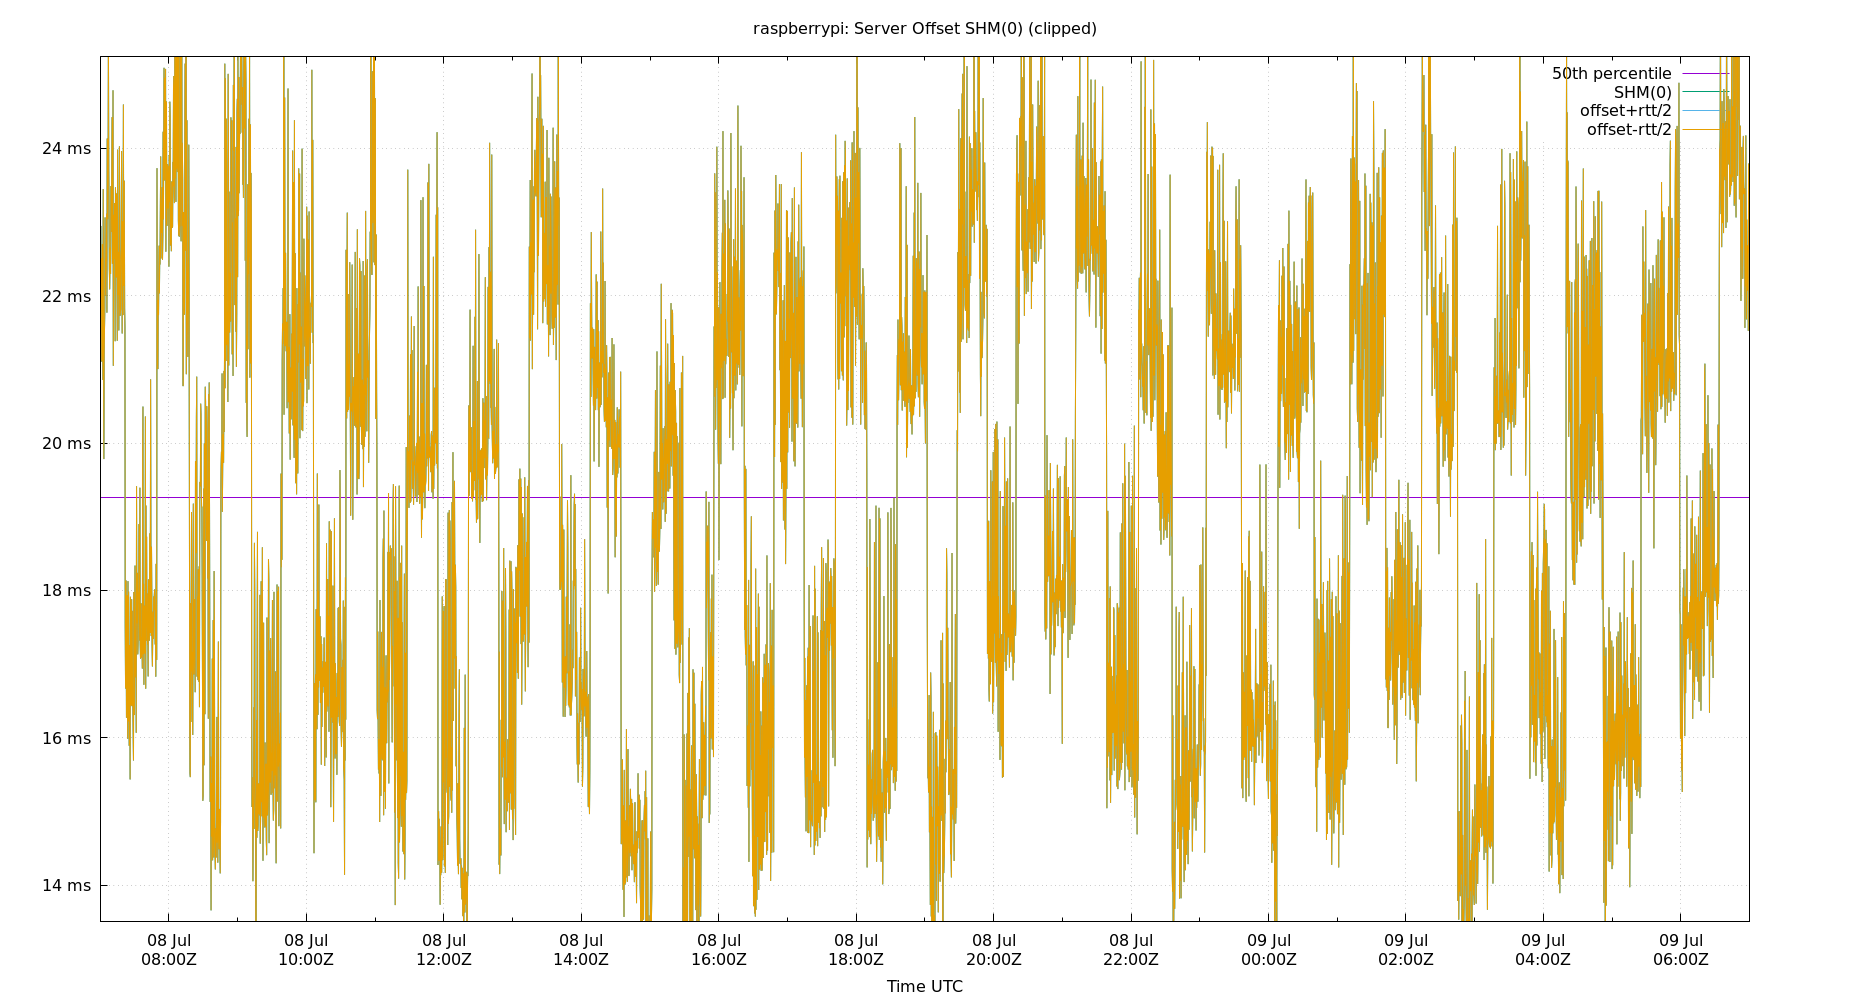 raspberrypi: Server Offset SHM(0) (clipped)
50th percentile
SHM(0)
offset+rtt/2
offset-rtt/2
24 ms
22 ms
20 ms
18 ms
16 ms
14 ms
08 Jul 08 Jul 08 Jul 08 Jul 08 Jul 08 Jul 08 Jul 08 Jul 09 Jul 09 Jul 09 Jul 09 Jul
08:00Z 10:00Z 12:00Z 14:00Z 16:00Z 18:00Z 20:00Z 22:00Z 00:00Z 02:00Z 04:00Z 06:00Z
Time UTC